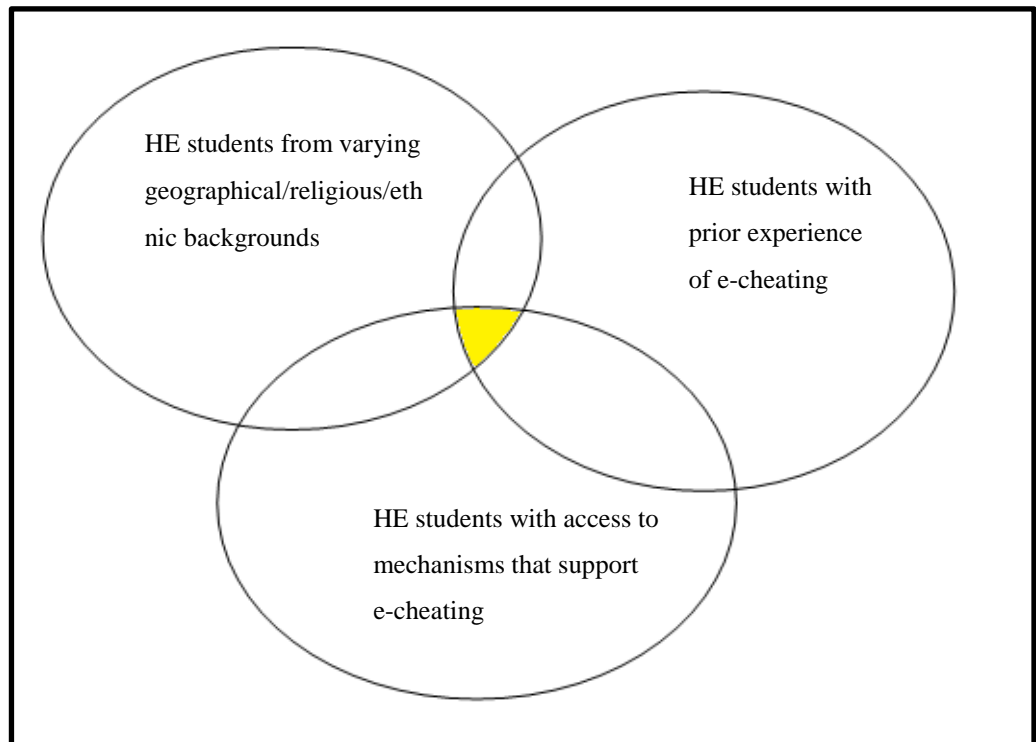 HE students from varying
geographical/religious/eth
nic backgrounds
HE students with
prior experience
of e-cheating
HE students with access to
mechanisms that support
e-cheating